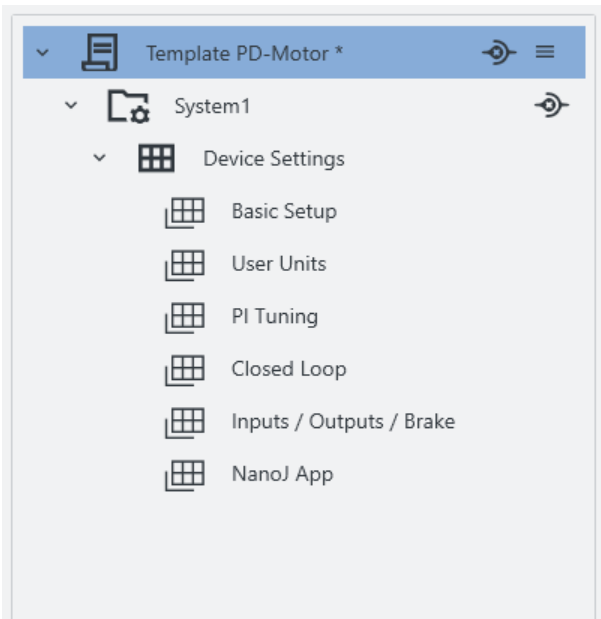 Template PD-Motor *
System1
Device Settings
Basic Setup
User Units
PI Tuning
Closed Loop
Inputs / Outputs / Brake
NanoJ App